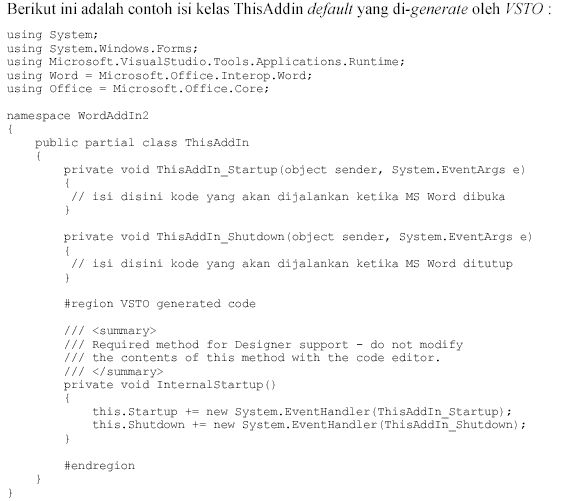 Berikut ini adalah contoh isi kelas ThisAddin default yang di-generate oleh VSTO :
using System;
using System.Windows.Forms;
using Microsoft.VisualStudio.Tools.Applications.Runtime;
using Word = Microsoft.Office.Interop.Word;
using Office = Microsoft.Office.Core;

namespace WordAddIn2
{
    public partial class ThisAddIn
    {
        private void ThisAddIn_Startup(object sender, System.EventArgs e)
        {
         // isi disini kode yang akan dijalankan ketika MS Word dibuka
        }

        private void ThisAddIn_Shutdown(object sender, System.EventArgs e)
        {
         // isi disini kode yang akan dijalankan ketika MS Word ditutup
        }

        #region VSTO generated code

        /// <summary>
        /// Required method for Designer support - do not modify
        /// the contents of this method with the code editor.
        /// </summary>
        private void InternalStartup()
        {
            this.Startup += new System.EventHandler(ThisAddIn_Startup);
            this.Shutdown += new System.EventHandler(ThisAddIn_Shutdown);
        }

        #endregion
    }
}